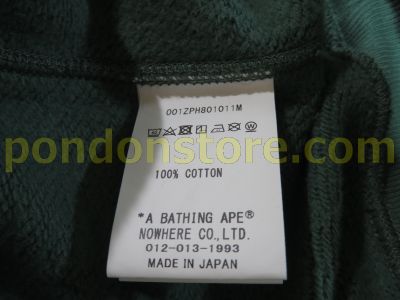 001ZPH801011M
pondonstore.com
100% COTTON
*A BATHING APE®
NOWHERE CO.,LTD.
012-013-1993
MADE IN JAPAN